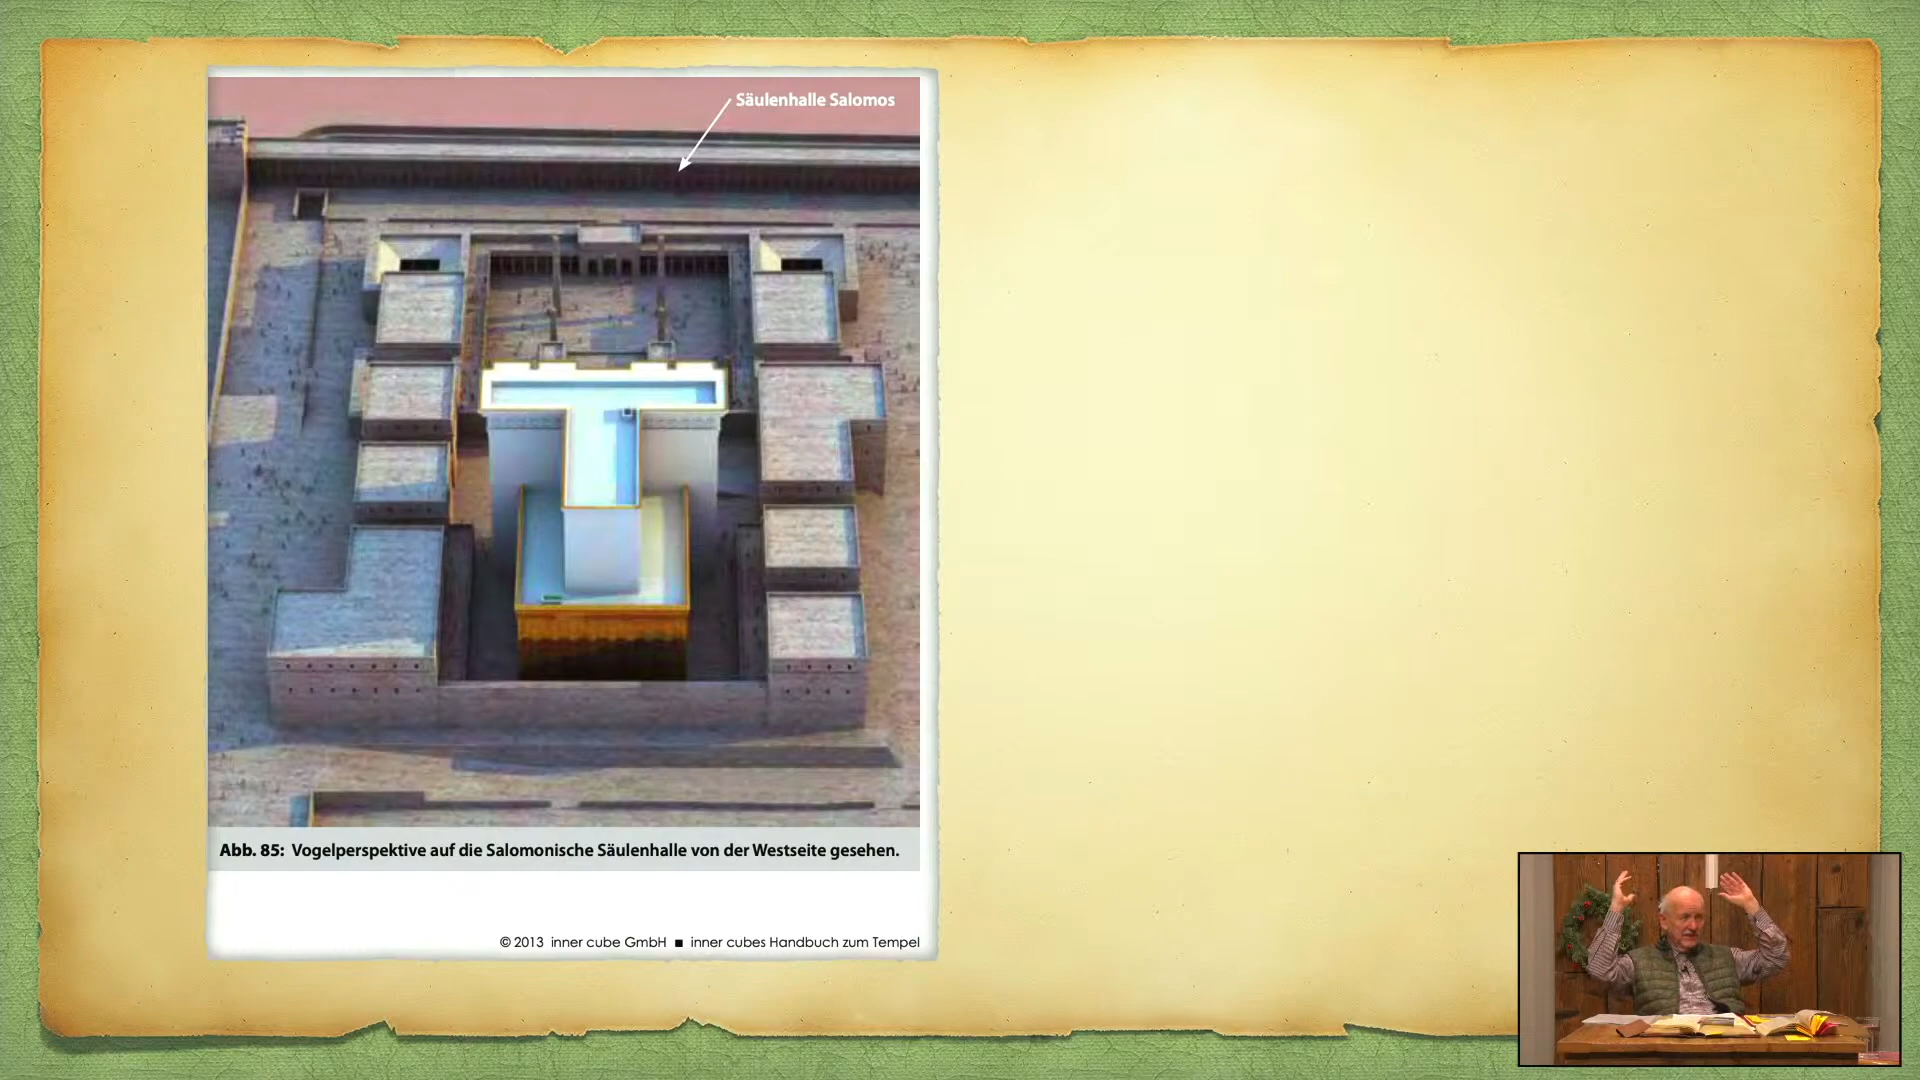 Säulenhalle Salomos
Abb. 85: Vogelperspektive auf die Salomonische Säulenhalle von der Westseite gesehen.
© 2013 inner cube GmbH ■ inner cubes Handbuch zum Tempel